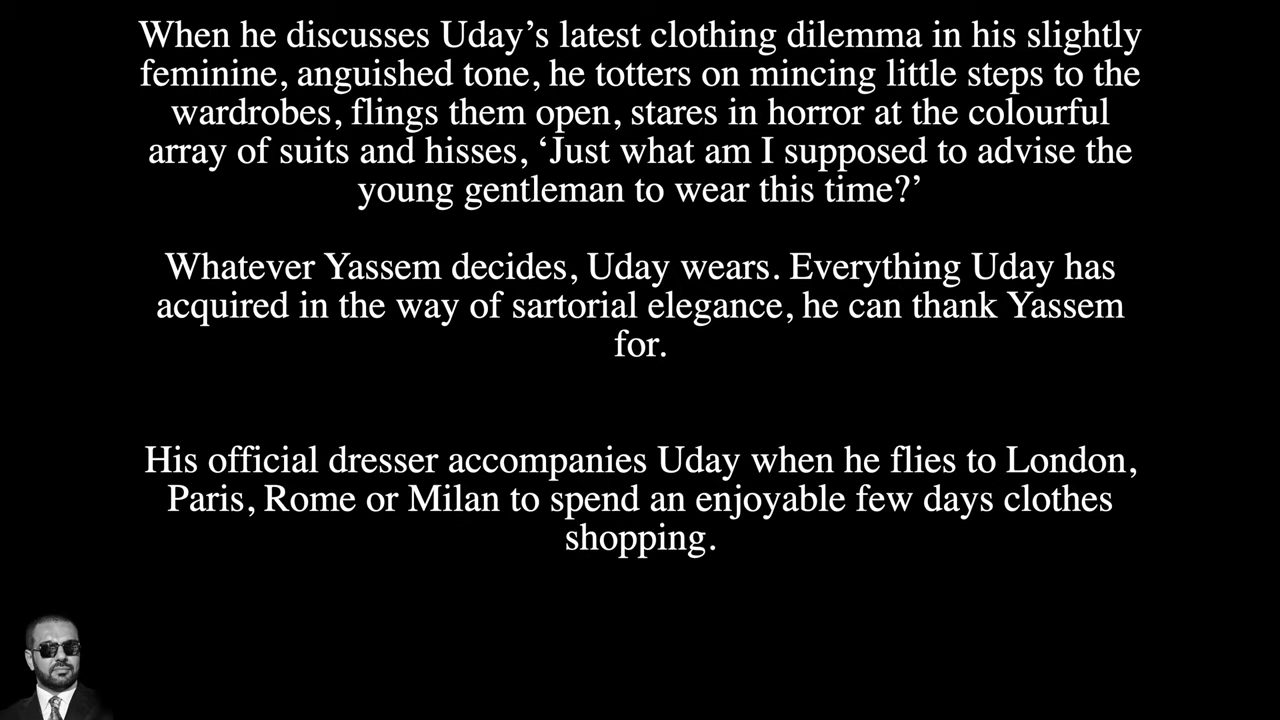 When he discusses Uday’s latest clothing dilemma in his slightly
feminine, anguished tone, he totters on mincing little steps to the
wardrobes, flings them open, stares in horror at the colourful
array of suits and hisses, ‘Just what am I supposed to advise the
young gentleman to wear this time?’
Whatever Yassem decides, Uday wears. Everything Uday has
acquired in the way of sartorial elegance, he can thank Yassem
for.
His official dresser accompanies Uday when he flies to London,
Paris, Rome or Milan to spend an enjoyable few days clothes
shopping.